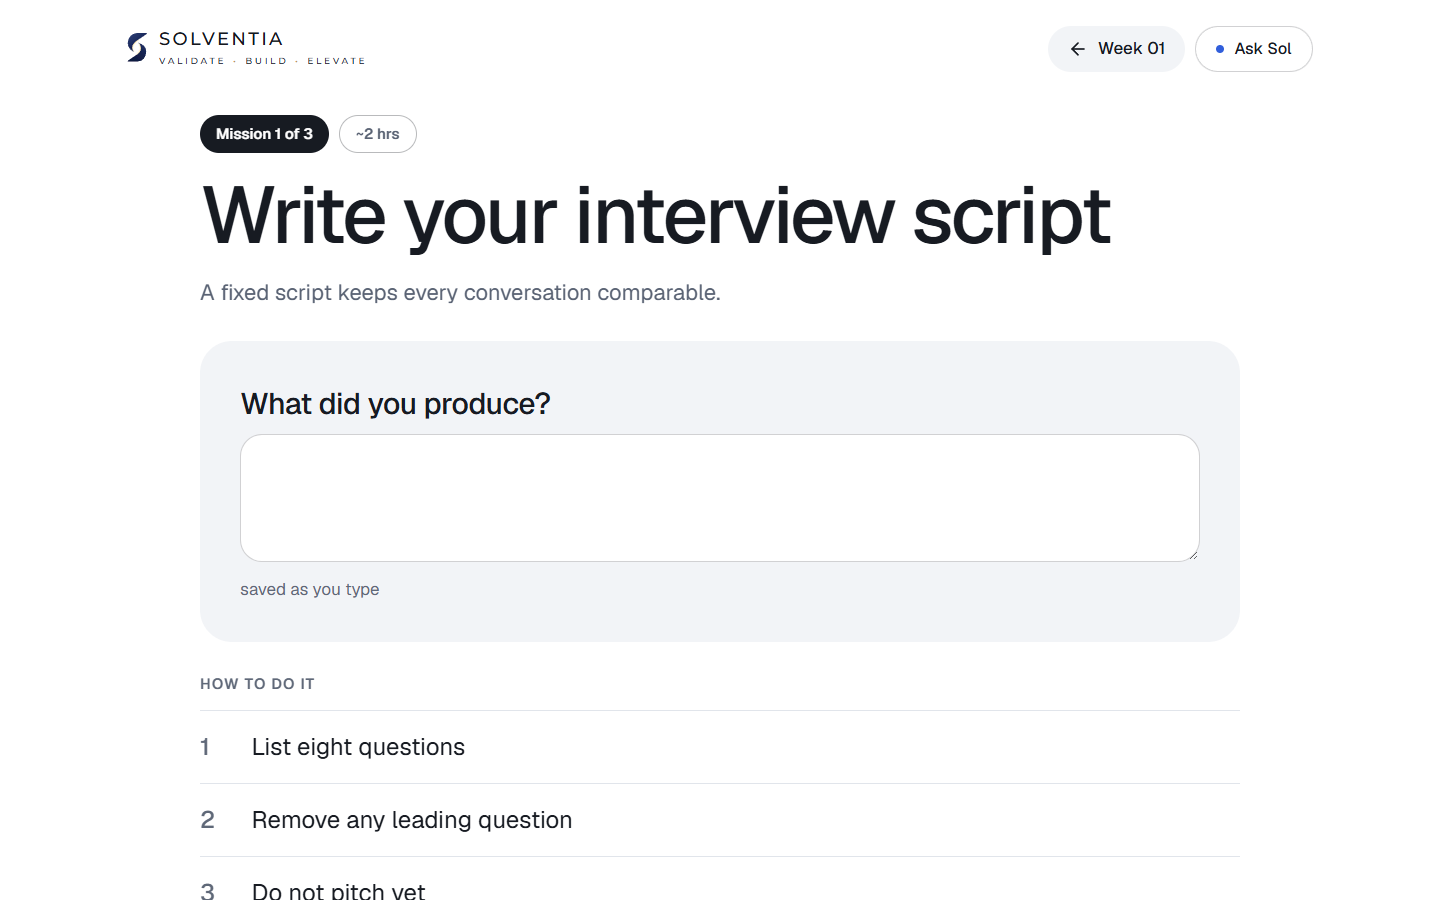 SOLVENTIA
VALIDATE · BUILD · ELEVATE
← Week 01
Ask Sol
Mission 1 of 3
~2 hrs
Write your interview script
A fixed script keeps every conversation comparable.
What did you produce?
saved as you type
HOW TO DO IT
1 List eight questions
2 Remove any leading question
3 Do not pitch yet